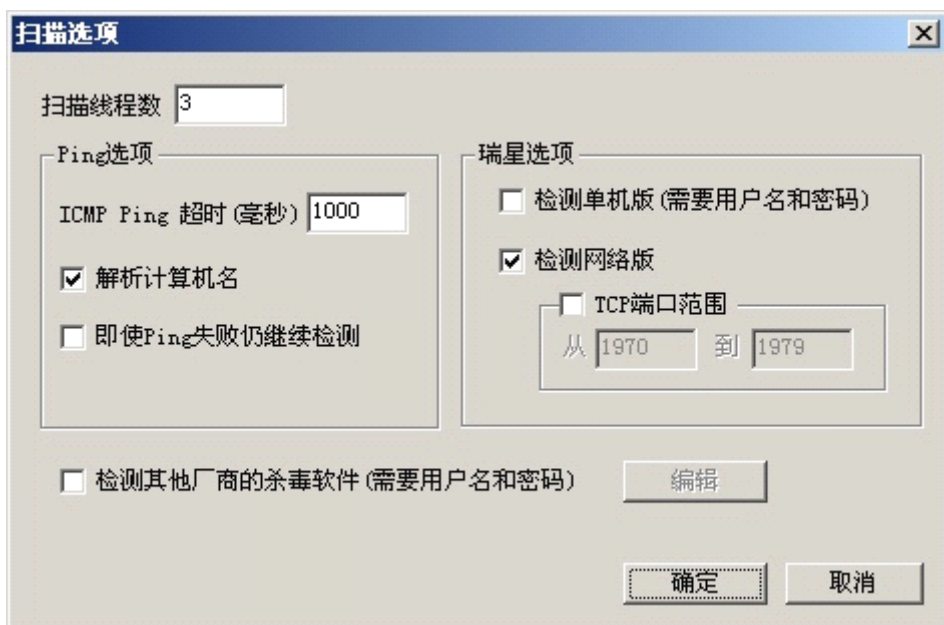 扫描选项
扫描线程数 3
Ping选项
ICMP Ping 超时(毫秒) 1000
解析计算机名
即使Ping失败仍继续检测
瑞星选项
检测单机版(需要用户名和密码)
检测网络版
TCP端口范围
从 1970 到 1979
检测其他厂商的杀毒软件(需要用户名和密码) 编辑
确定 取消